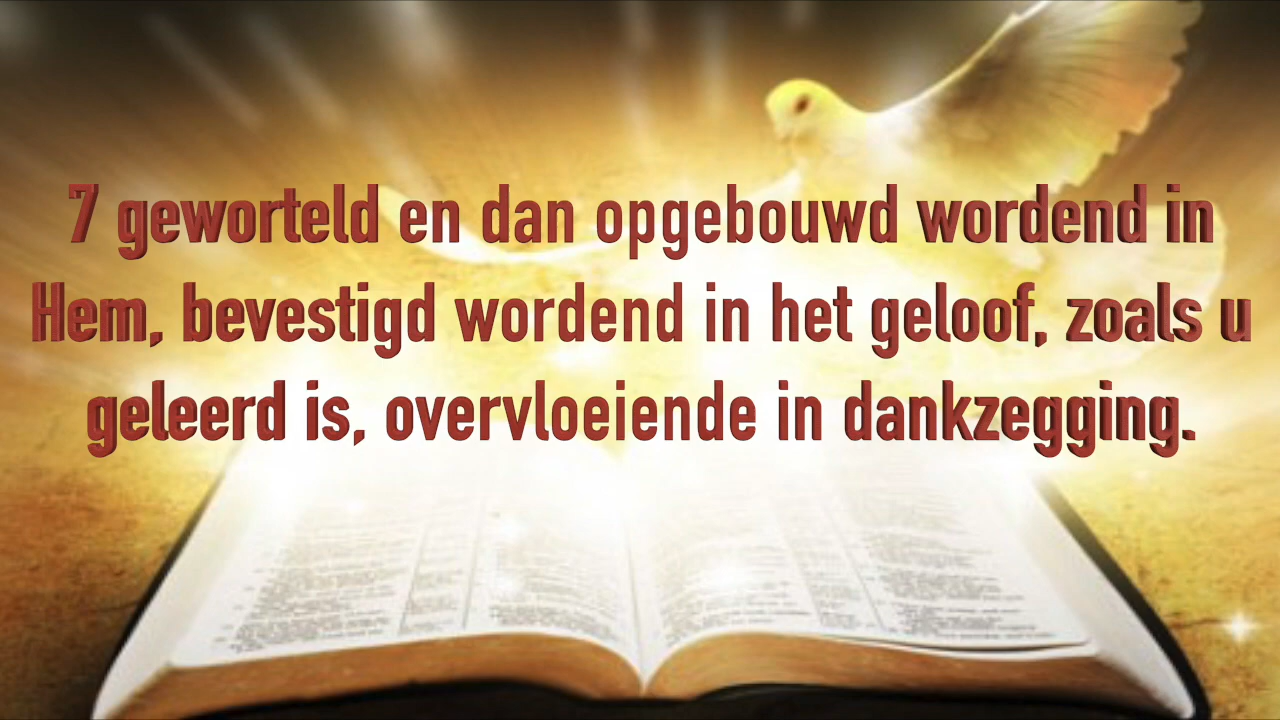 7 geworteld en dan opgebouwd wordend in
Hem, bevestigd wordend in het geloof, zoals u
geleerd is, overvloeiende in dankzegging.